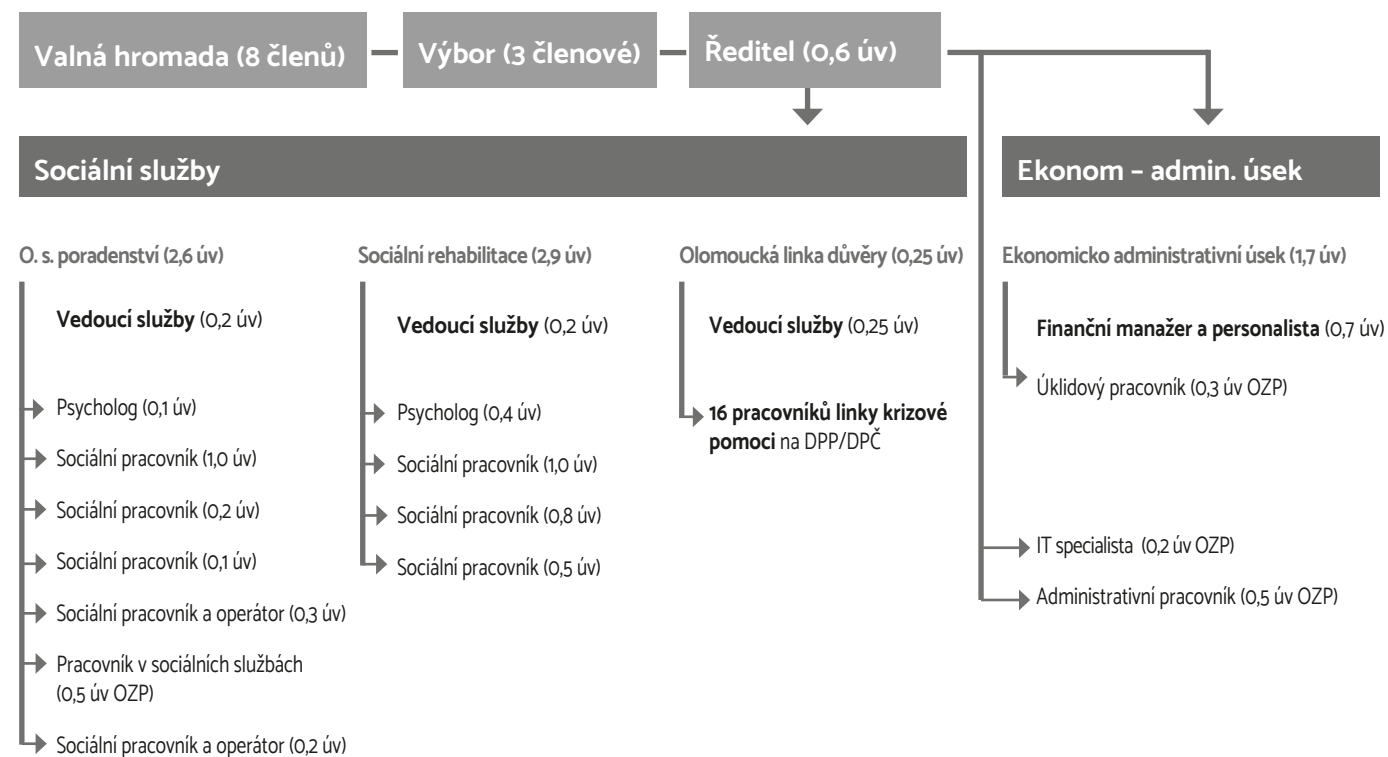 Valná hromada (8 členů)
Výbor (3 členové)
Ředitel (0,6 úv)
Sociální služby
Ekonom – admin. úsek
O. s. poradenství (2,6 úv)
Vedoucí služby (0,2 úv)
Psycholog (0,1 úv)
Sociální pracovník (1,0 úv)
Sociální pracovník (0,2 úv)
Sociální pracovník (0,1 úv)
Sociální pracovník a operátor (0,3 úv)
Pracovník v sociálních službách
(0,5 úv OZP)
Sociální pracovník a operátor (0,2 úv)
Sociální rehabilitace (2,9 úv)
Vedoucí služby (0,2 úv)
Psycholog (0,4 úv)
Sociální pracovník (1,0 úv)
Sociální pracovník (0,8 úv)
Sociální pracovník (0,5 úv)
Olomoucká linka důvěry (0,25 úv)
Vedoucí služby (0,25 úv)
16 pracovníků linky krizové
pomoci na DPP/DPČ
Ekonomicko administrativní úsek (1,7 úv)
Finanční manažer a personalista (0,7 úv)
Úklidový pracovník (0,3 úv OZP)
IT specialista (0,2 úv OZP)
Administrativní pracovník (0,5 úv OZP)